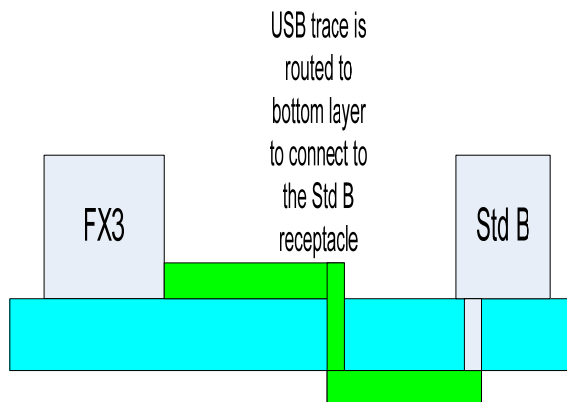 USB trace is
routed to
bottom layer
to connect to
the Std B
receptacle
FX3
Std B